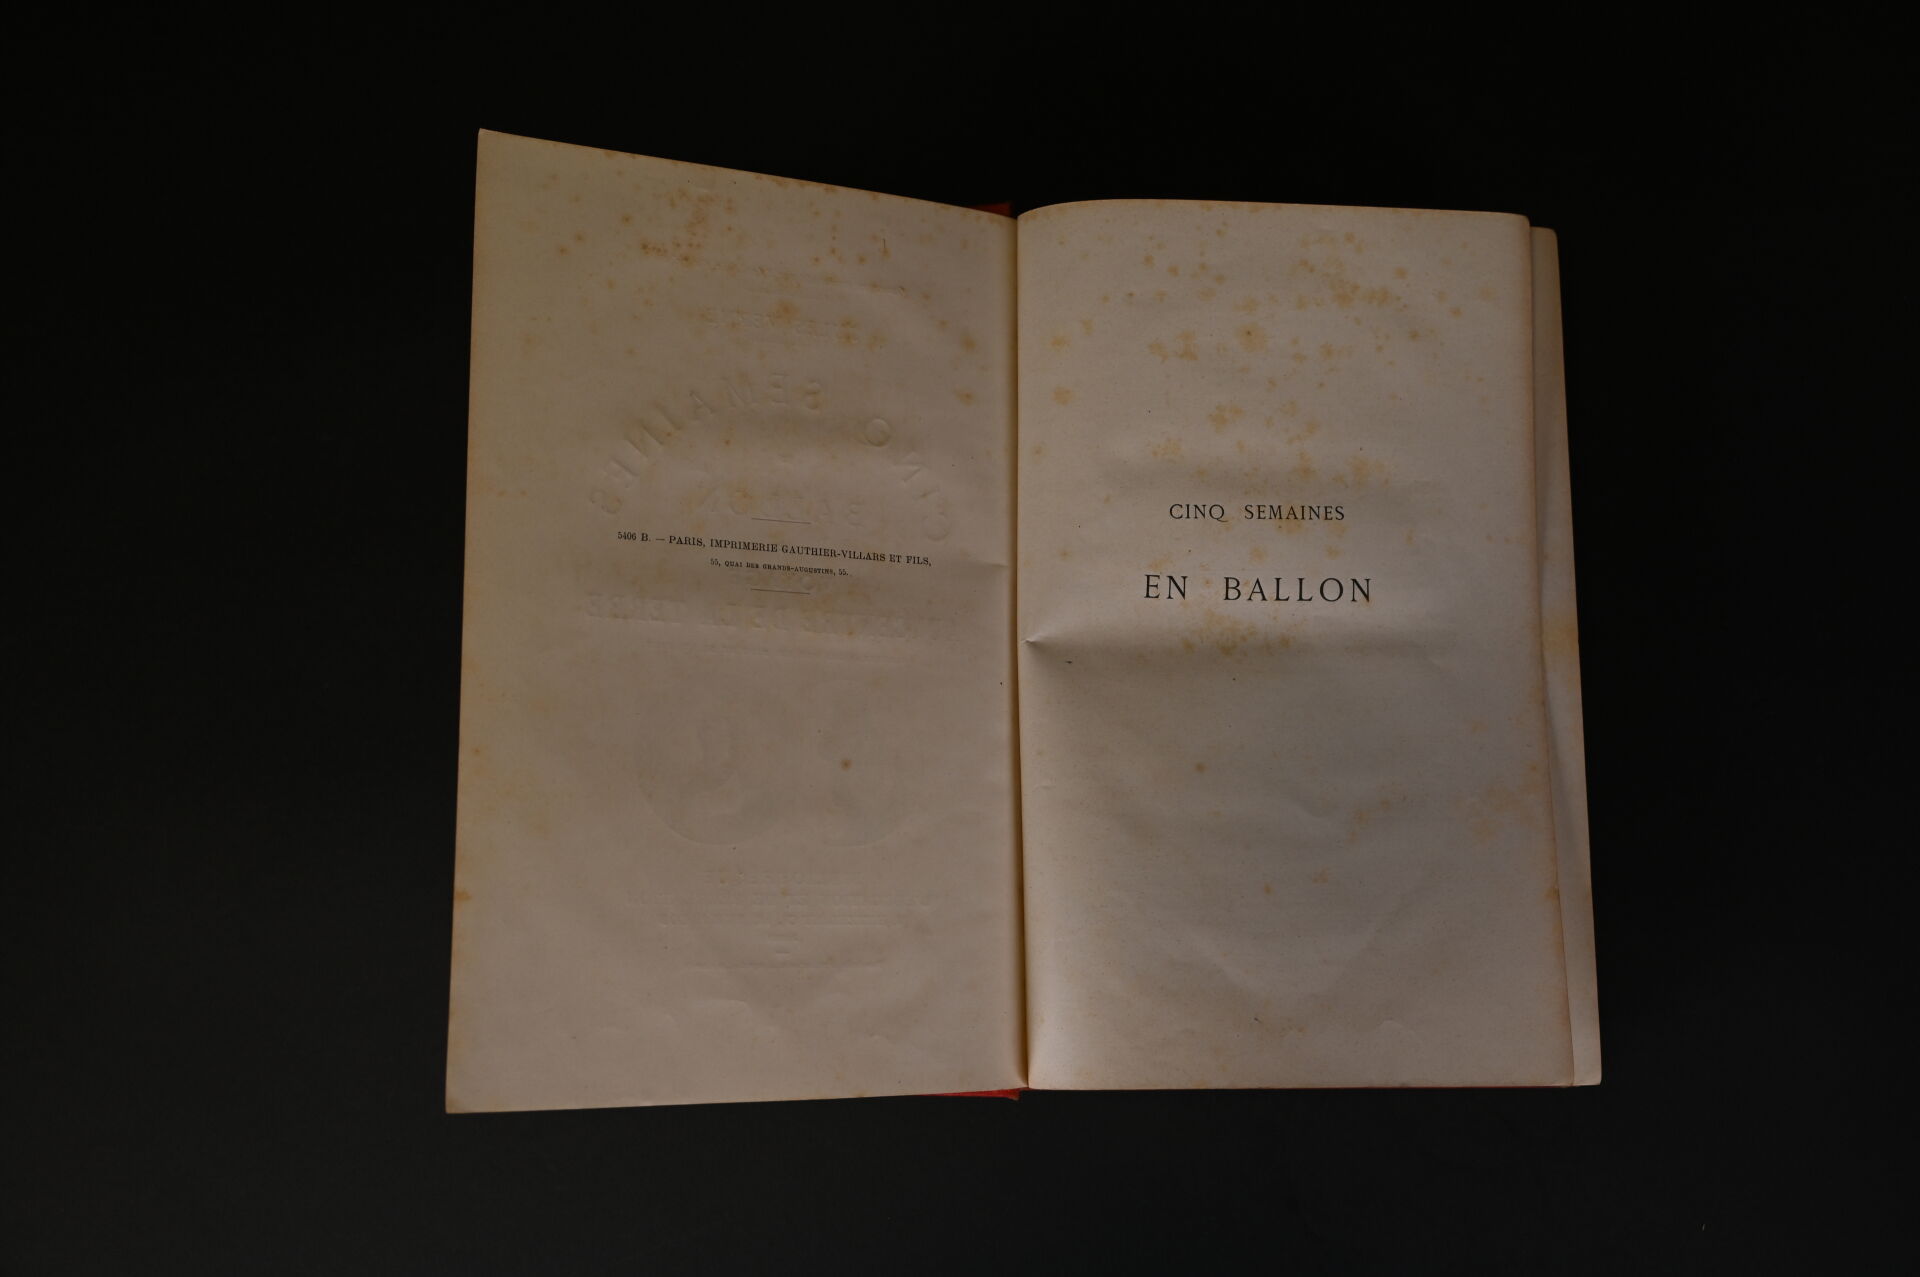 5406 B. — PARIS, IMPRIMERIE GAUTHIER-VILLARS ET FILS,
55, QUAI DES GRANDS-AUGUSTINS, 55.
CINQ SEMAINES
EN BALLON